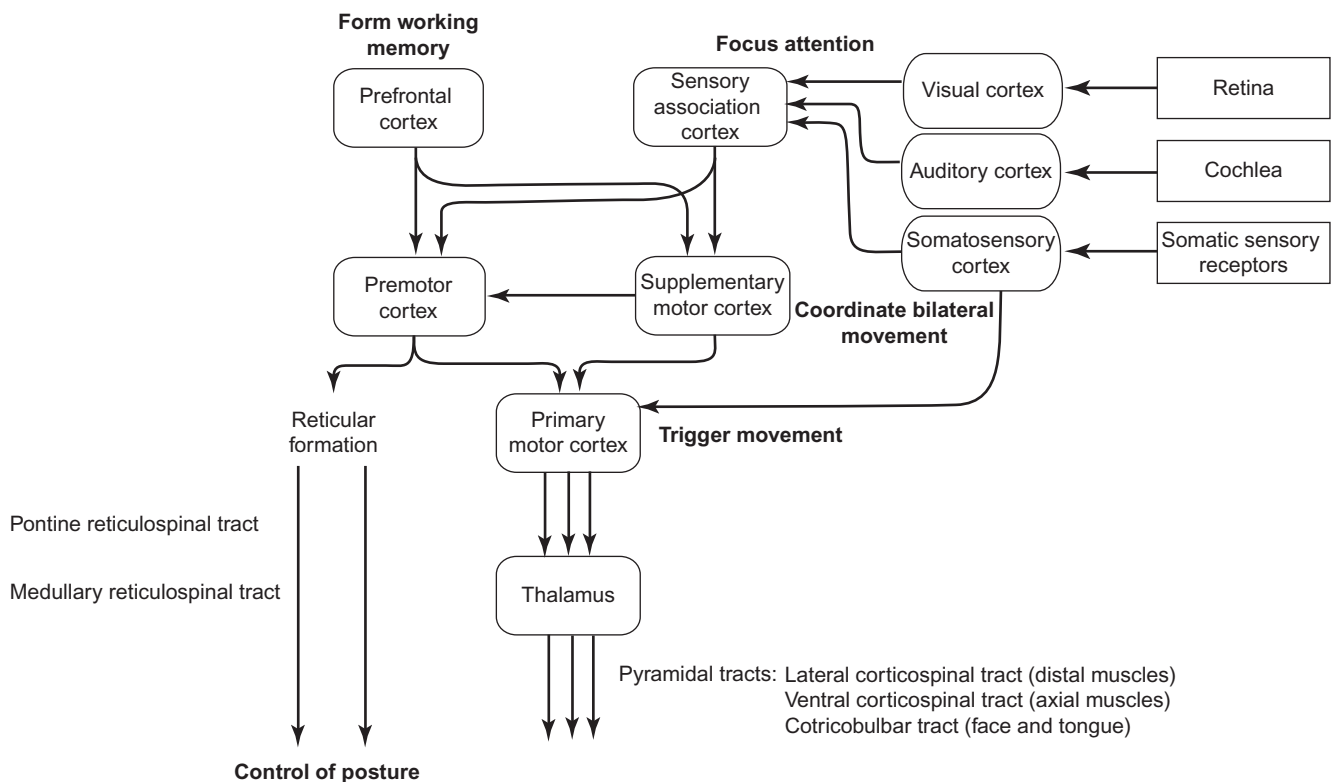 Form working
memory
Focus attention
Prefrontal
cortex
Sensory
association
cortex
Visual cortex
Retina
Auditory cortex
Cochlea
Somatosensory
cortex
Somatic sensory
receptors
Premotor
cortex
Supplementary
motor cortex
Coordinate bilateral
movement
Reticular
formation
Primary
motor cortex
Trigger movement
Pontine reticulospinal tract
Medullary reticulospinal tract
Thalamus
Pyramidal tracts: Lateral corticospinal tract (distal muscles)
Ventral corticospinal tract (axial muscles)
Cotricobulbar tract (face and tongue)
Control of posture